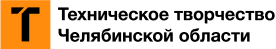 Т
Техническое творчество
Челябинской области